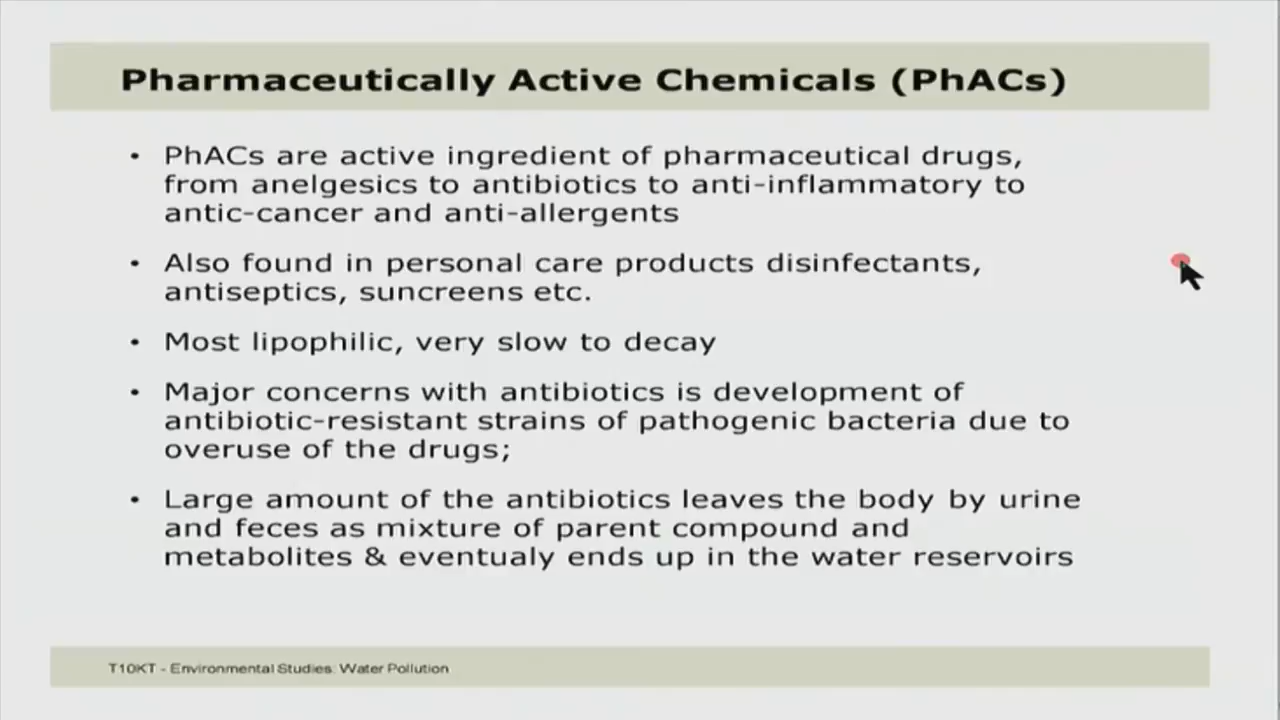 Pharmaceutically Active Chemicals (PhACs)
• PhACs are active ingredient of pharmaceutical drugs,
from anelgesics to antibiotics to anti-inflammatory to
antic-cancer and anti-allergents
• Also found in personal care products disinfectants,
antiseptics, suncreens etc.
• Most lipophilic, very slow to decay
• Major concerns with antibiotics is development of
antibiotic-resistant strains of pathogenic bacteria due to
overuse of the drugs;
• Large amount of the antibiotics leaves the body by urine
and feces as mixture of parent compound and
metabolites & eventualy ends up in the water reservoirs
T10KT - Environmental Studies: Water Pollution